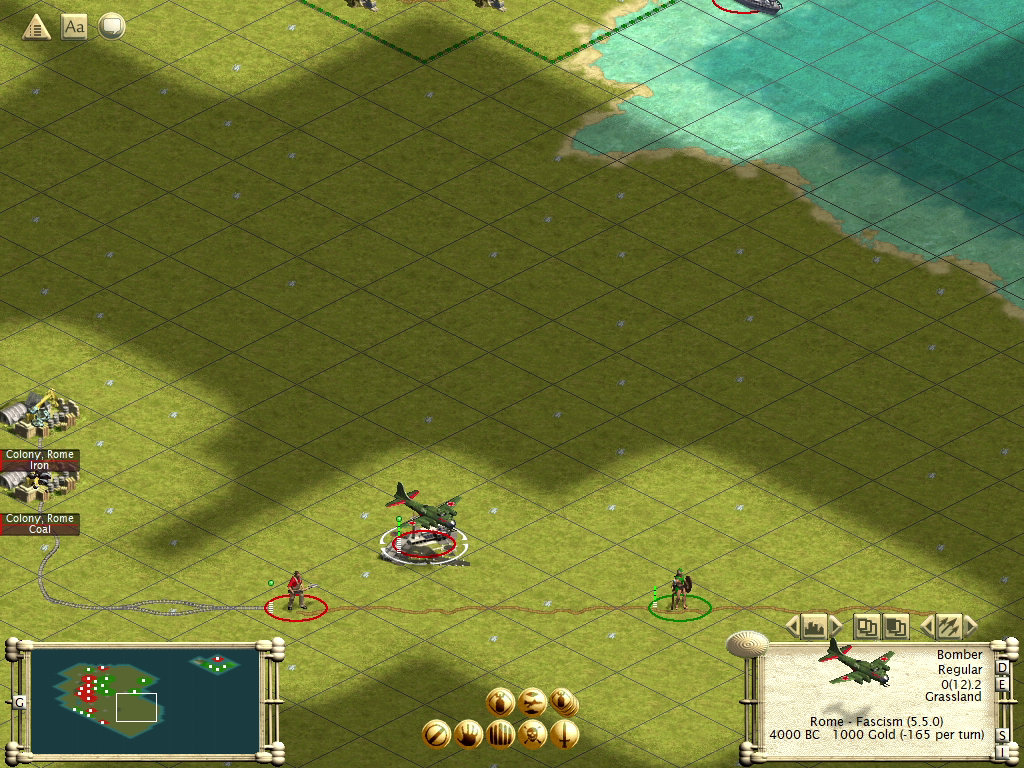 Aa
Colony, Rome
Iron
Colony, Rome
Coal
G
Bomber
Regular
0(12).2
Grassland
Rome - Fascism (5.5.0)
4000 BC 1000 Gold (-165 per turn)
D
E
S
I